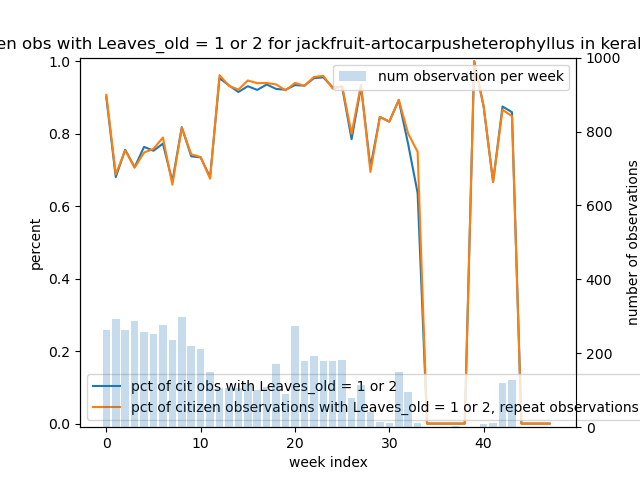 en obs with Leaves_old = 1 or 2 for jackfruit-artocarpusheterophyllus in keral
num observation per week
pct of cit obs with Leaves_old = 1 or 2
pct of citizen observations with Leaves_old = 1 or 2, repeat observations
percent
1.0
0.8
0.6
0.4
0.2
0.0
number of observations
1000
800
600
400
200
0
0 10 20 30 40
week index